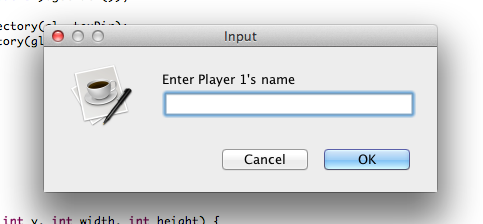 Input
Enter Player 1's name
Cancel
OK
int y, int width, int height) {